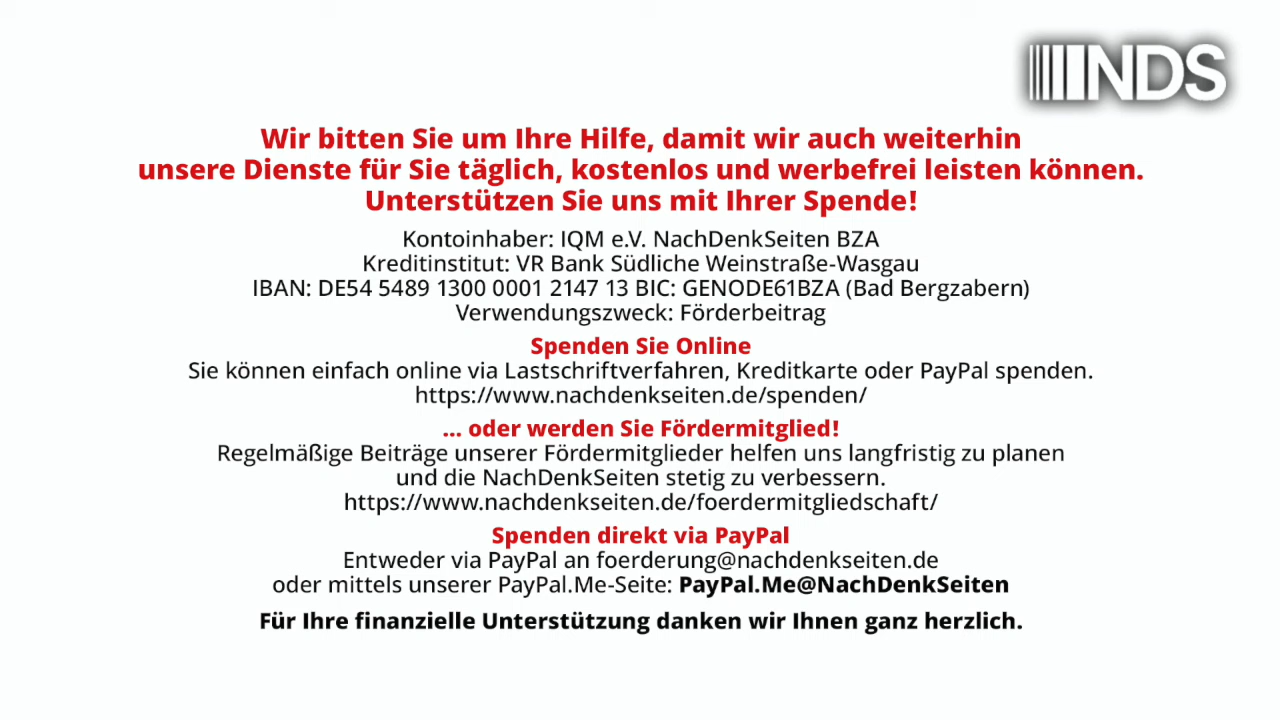 NDS
Wir bitten Sie um Ihre Hilfe, damit wir auch weiterhin
unsere Dienste für Sie täglich, kostenlos und werbefrei leisten können.
Unterstützen Sie uns mit Ihrer Spende!
Kontoinhaber: IQM e.V. NachDenkSeiten BZA
Kreditinstitut: VR Bank Südliche Weinstraße-Wasgau
IBAN: DE54 5489 1300 0001 2147 13 BIC: GENODE61BZA (Bad Bergzabern)
Verwendungszweck: Förderbeitrag
Spenden Sie Online
Sie können einfach online via Lastschriftverfahren, Kreditkarte oder PayPal spenden.
https://www.nachdenkseiten.de/spenden/
... oder werden Sie Fördermitglied!
Regelmäßige Beiträge unserer Fördermitglieder helfen uns langfristig zu planen
und die NachDenkSeiten stetig zu verbessern.
https://www.nachdenkseiten.de/foerdermitgliedschaft/
Spenden direkt via PayPal
Entweder via PayPal an foerderung@nachdenkseiten.de
oder mittels unserer PayPal.Me-Seite: PayPal.Me@NachDenkSeiten
Für Ihre finanzielle Unterstützung danken wir Ihnen ganz herzlich.